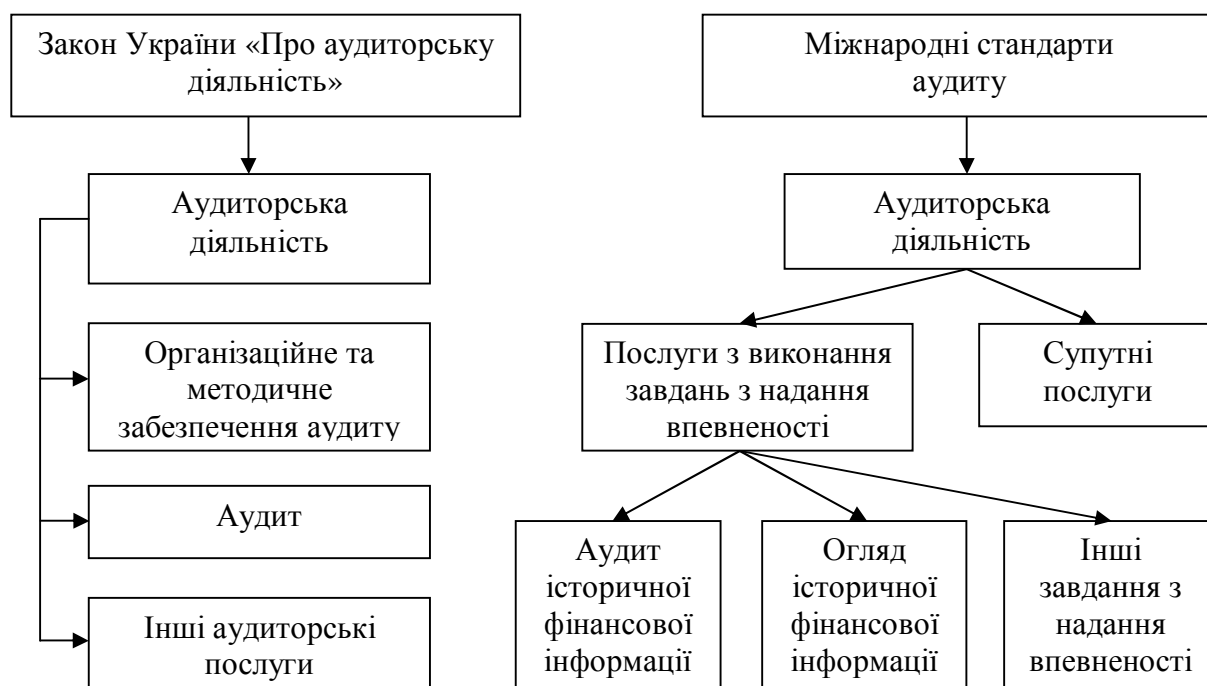 Закон України «Про аудиторську
діяльність»
Аудиторська
діяльність
Організаційне та
методичне
забезпечення аудиту
Аудит
Інші аудиторські
послуги
Міжнародні стандарти
аудиту
Аудиторська
діяльність
Послуги з виконання
завдань з надання
впевненості
Супутні
послуги
Аудит
історичної
фінансової
інформації
Огляд
історичної
фінансової
інформації
Інші
завдання з
надання
впевненості